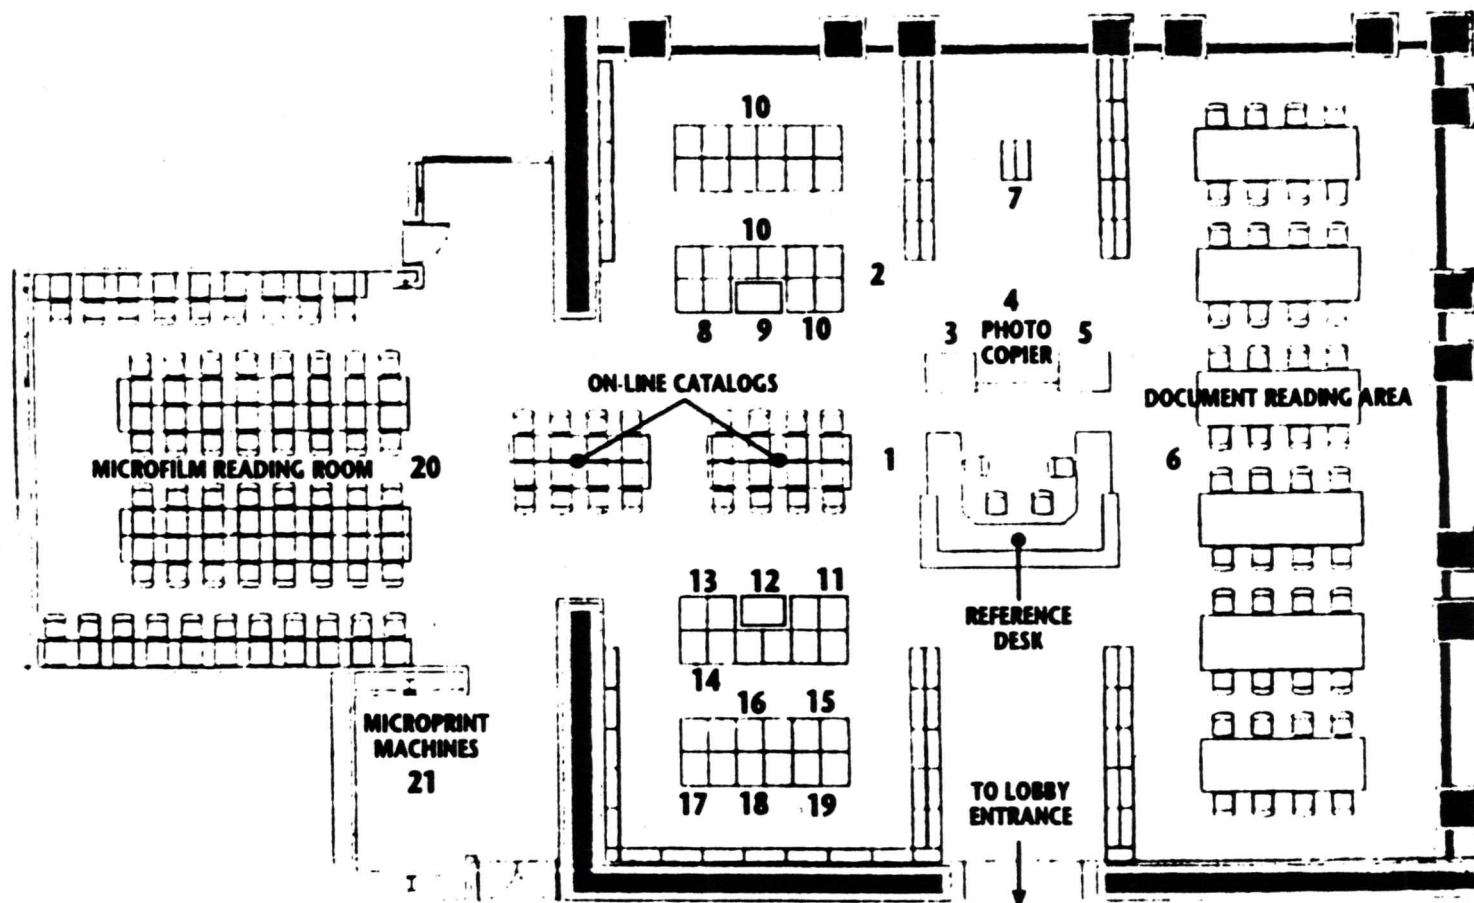 10
7
10
2
8
9
10
4
PHOTO
COPIER
3
5
ON-LINE CATALOGS
DOCUMENT READING AREA
MICROFILM READING ROOM
20
1
6
13
12
11
REFERENCE
DESK
14
16
15
MICROPRINT
MACHINES
21
17
18
19
TO LOBBY
ENTRANCE